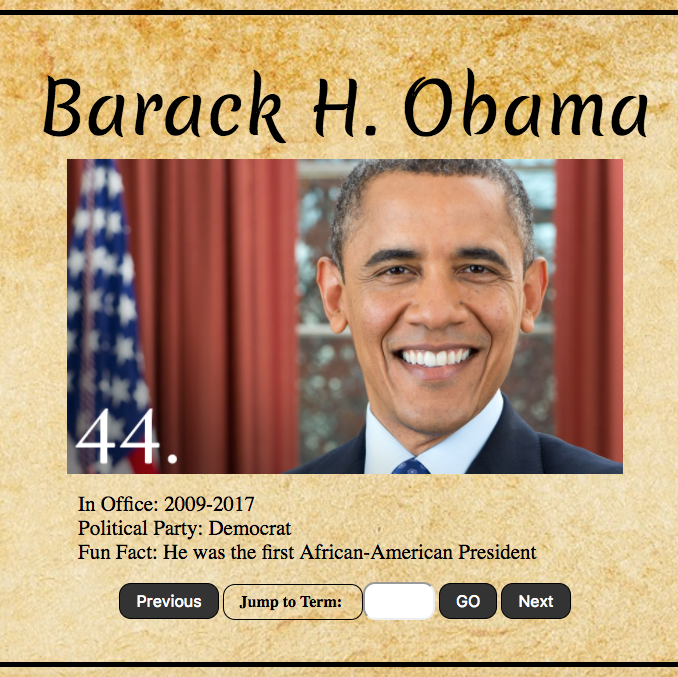 Barack H. Obama
44.
In Office: 2009-2017
Political Party: Democrat
Fun Fact: He was the first African-American President
Previous Jump to Term: GO Next